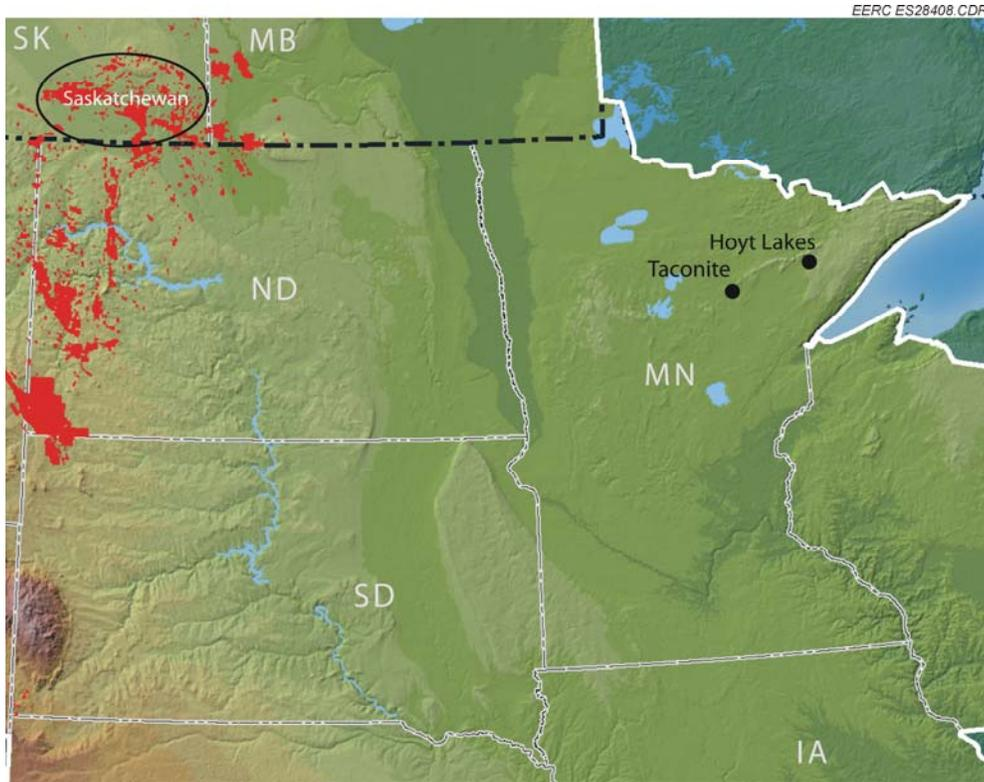 EERC ES28408.CDR
SK
MB
Saskatchewan
Hoyt Lakes
Taconite
ND
MN
SD
IA